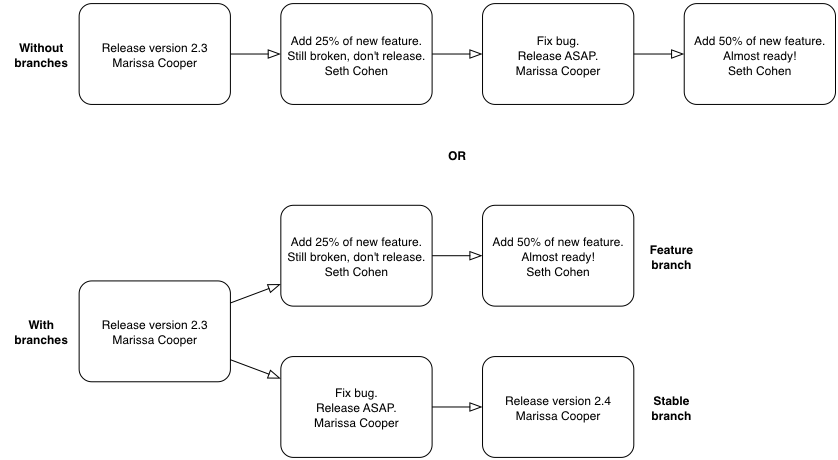 Without
branches
Release version 2.3
Marissa Cooper
Add 25% of new feature.
Still broken, don't release.
Seth Cohen
Fix bug.
Release ASAP.
Marissa Cooper
Add 50% of new feature.
Almost ready!
Seth Cohen
OR
With
branches
Release version 2.3
Marissa Cooper
Add 25% of new feature.
Still broken, don't release.
Seth Cohen
Add 50% of new feature.
Almost ready!
Seth Cohen
Feature
branch
Fix bug.
Release ASAP.
Marissa Cooper
Release version 2.4
Marissa Cooper
Stable
branch